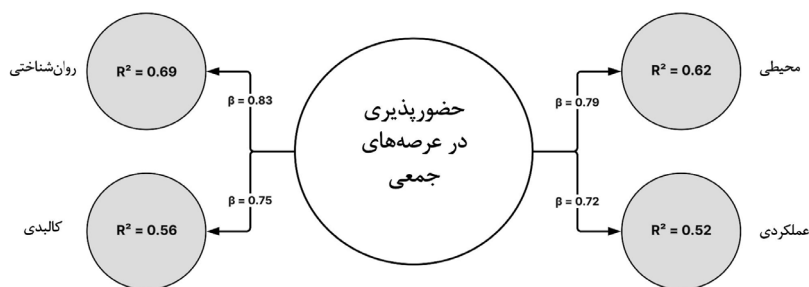 محیطی
R² = 0.62
β = 0.79
حضورپذیری
در عرصه‌های
جمعی
β = 0.83
R² = 0.69
روان‌شناختی
عملکردی
R² = 0.52
β = 0.72
β = 0.75
R² = 0.56
کالبدی